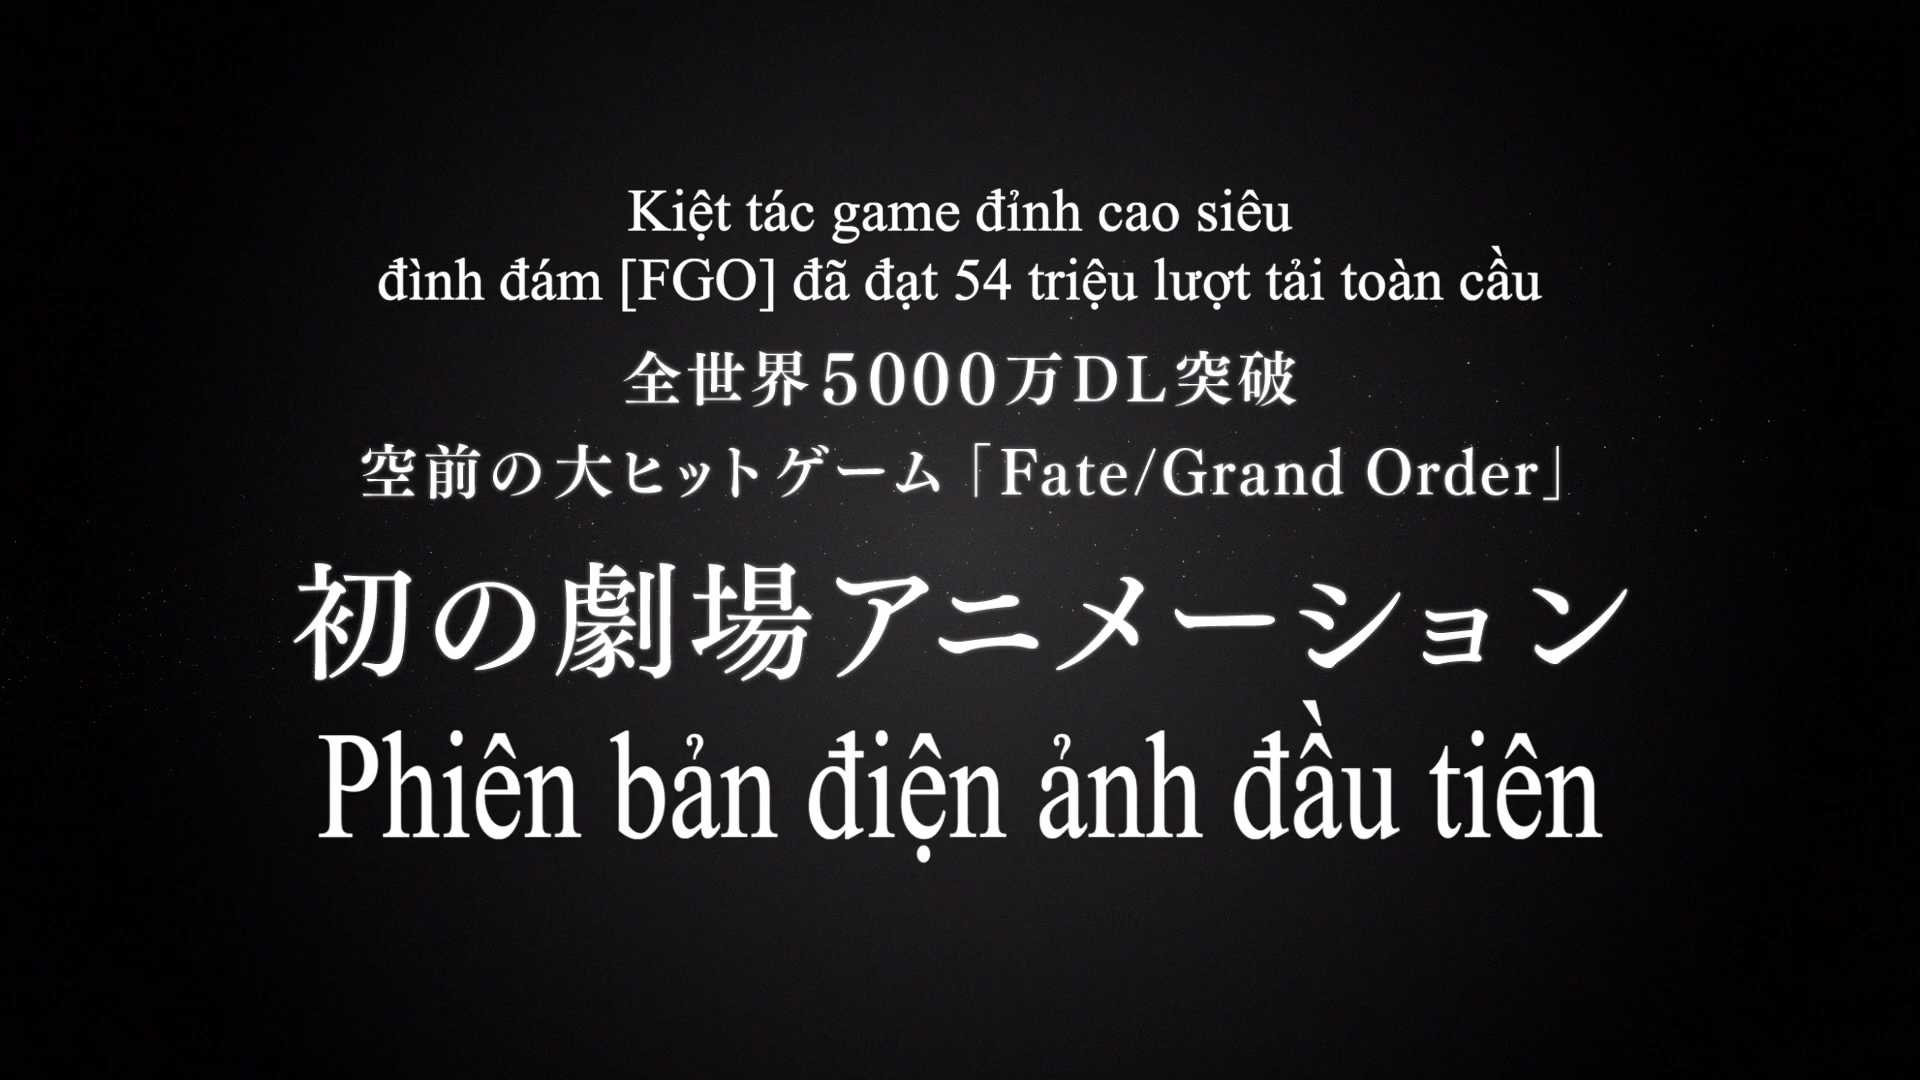 Kiệt tác game đỉnh cao siêu
đình đám [FGO] đã đạt 54 triệu lượt tải toàn cầu
全世界5000万DL突破
空前の大ヒットゲーム「Fate/Grand Order」
初の劇場アニメーション
Phiên bản điện ảnh đầu tiên